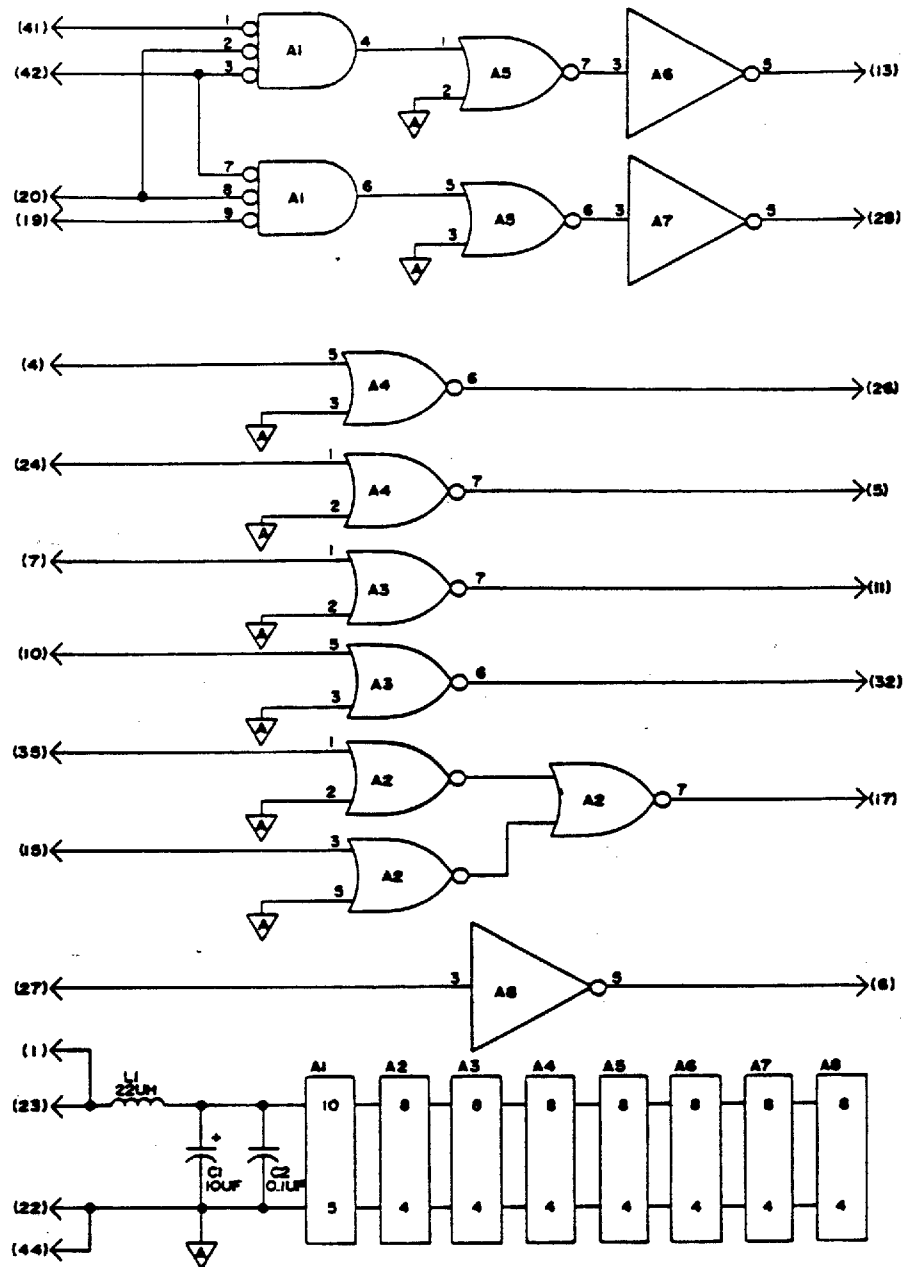 (41) 1 A1 4 1 A5 7 3 A6 5 (13)
2
(42) 3 2 A
7
(20) 8 A1 6 5 A5 6 3 A7 5 (28)
(19) 9 3 A
(4) 5 A4 6 (26)
3 A
(24) 1 A4 7 (5)
2 A
(7) 1 A3 7 (11)
2 A
(10) 5 A3 6 (32)
3 A
(35) 1 A2
2 A
A2 7 (17)
(15) 3 A2
5 A
(27) 3 A8 5 (6)
(1)
L1
22UH
A1 A2 A3 A4 A5 A6 A7 A8
(23) 10 8 8 8 8 8 8 8
+
C1
10UF
C2
0.1UF
(22) 5 4 4 4 4 4 4 4
(44) A